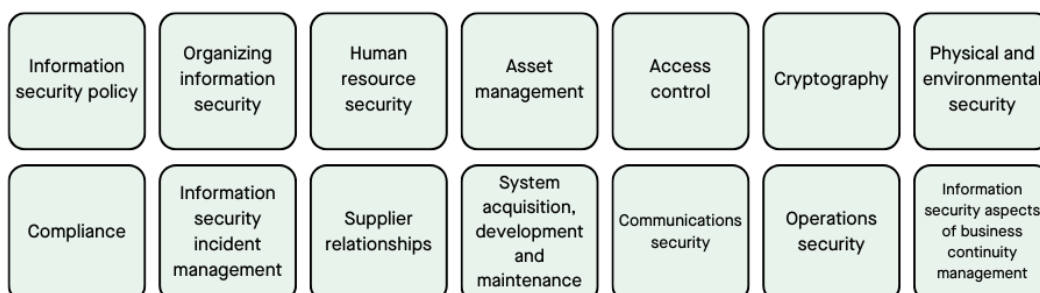 Information
security policy
Organizing
information
security
Human
resource
security
Asset
management
Access
control
Cryptography
Physical and
environmental
security
Compliance
Information
security
incident
management
Supplier
relationships
System
acquisition,
development
and
maintenance
Communications
security
Operations
security
Information
security aspects
of business
continuity
management